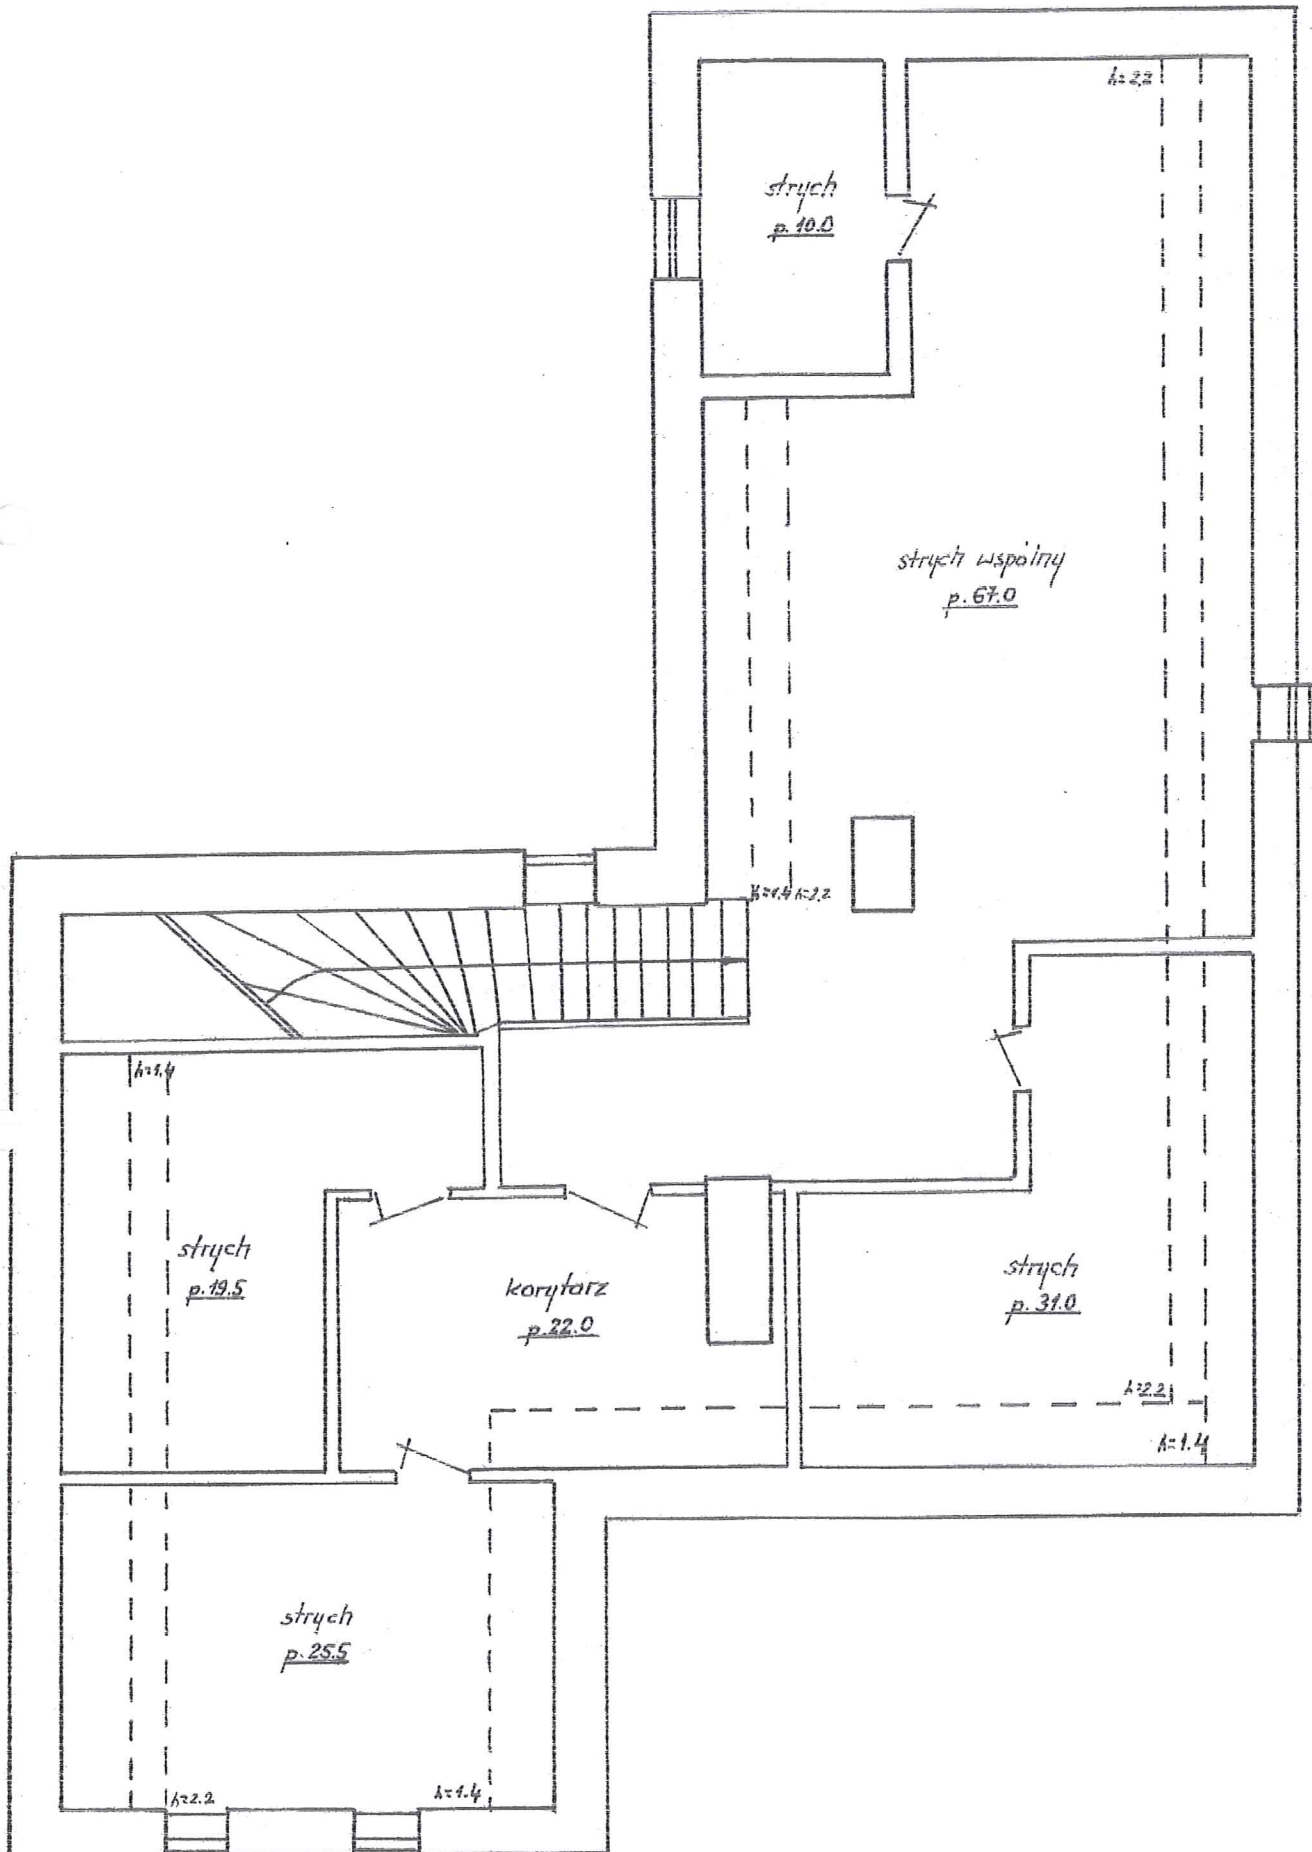 h=2,2
strych
p. 10.0
strych wspólny
p. 67.0
h=1.4 h=2.2
h=1.4
strych
p. 19.5
korytarz
p. 22.0
strych
p. 31.0
h=2.2
h=1.4
strych
p. 25.5
h=2.2
h=1.4